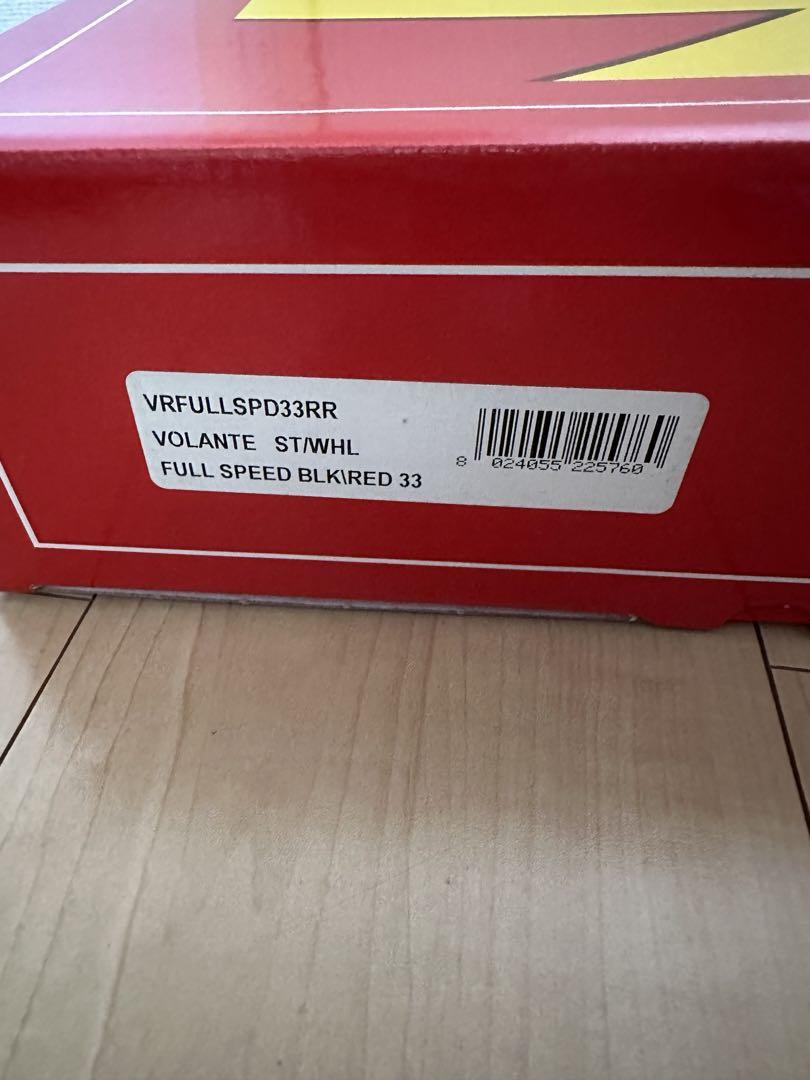 VRFULLSPD33RR
VOLANTE ST/WHL
FULL SPEED BLK\RED 33
8 024055 225760